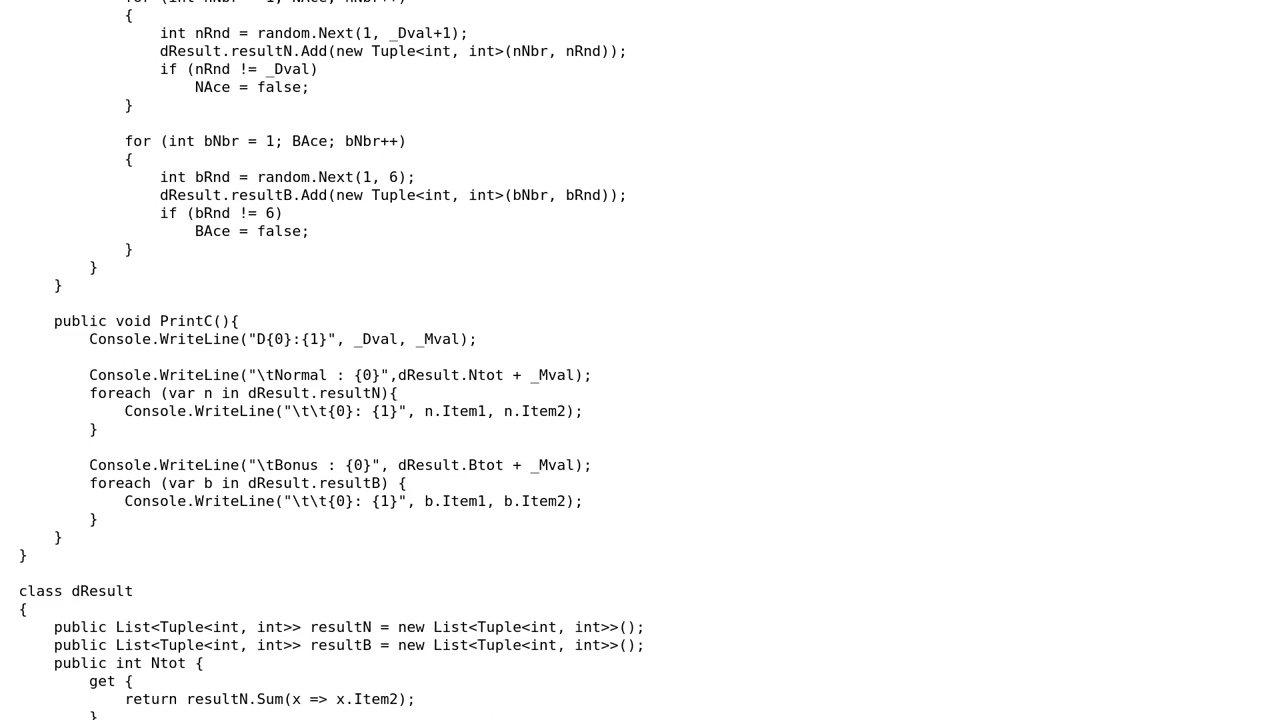 for (int nNbr = 1; NAce; nNbr++)
{
int nRnd = random.Next(1, _Dval+1);
dResult.resultN.Add(new Tuple<int, int>(nNbr, nRnd));
if (nRnd != _Dval)
NAce = false;
}
for (int bNbr = 1; BAce; bNbr++)
{
int bRnd = random.Next(1, 6);
dResult.resultB.Add(new Tuple<int, int>(bNbr, bRnd));
if (bRnd != 6)
BAce = false;
}
}
}
public void PrintC(){
Console.WriteLine("D{0}:{1}", _Dval, _Mval);
Console.WriteLine("\tNormal : {0}",dResult.Ntot + _Mval);
foreach (var n in dResult.resultN){
Console.WriteLine("\t\t{0}: {1}", n.Item1, n.Item2);
}
Console.WriteLine("\tBonus : {0}", dResult.Btot + _Mval);
foreach (var b in dResult.resultB) {
Console.WriteLine("\t\t{0}: {1}", b.Item1, b.Item2);
}
}
}
class dResult
{
public List<Tuple<int, int>> resultN = new List<Tuple<int, int>>();
public List<Tuple<int, int>> resultB = new List<Tuple<int, int>>();
public int Ntot {
get {
return resultN.Sum(x => x.Item2);
}